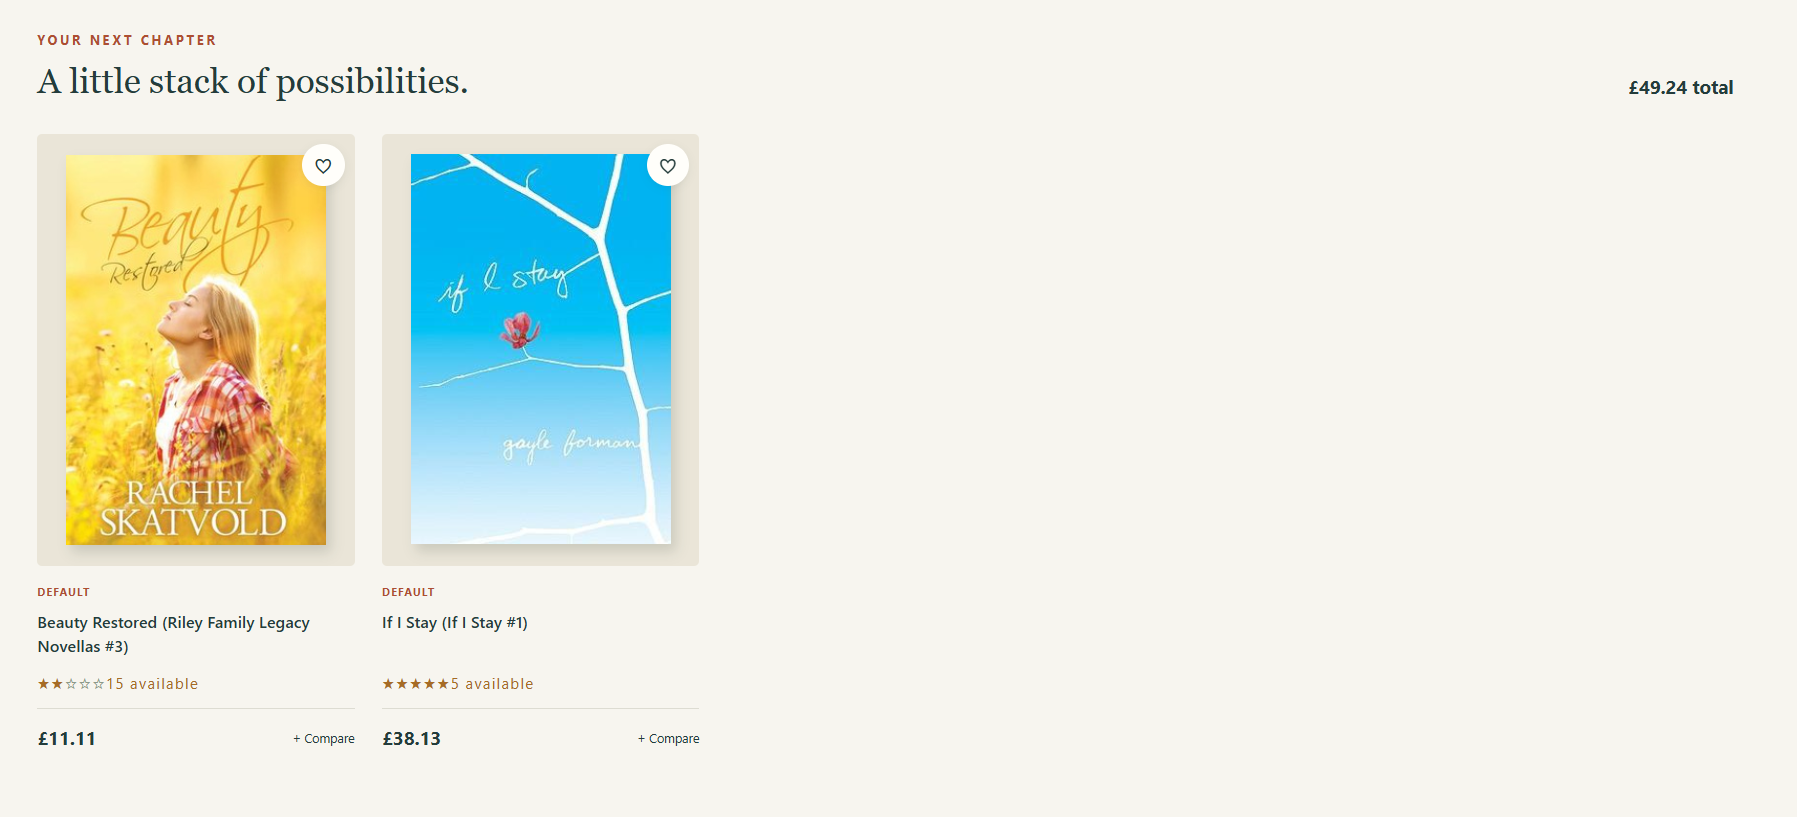 YOUR NEXT CHAPTER
A little stack of possibilities.
£49.24 total
Beauty
Restored
RACHEL
SKATVOLD
if I stay
gayle forman
DEFAULT
Beauty Restored (Riley Family Legacy
Novellas #3)
★★☆☆☆15 available
£11.11
+ Compare
DEFAULT
If I Stay (If I Stay #1)
★★★★★5 available
£38.13
+ Compare